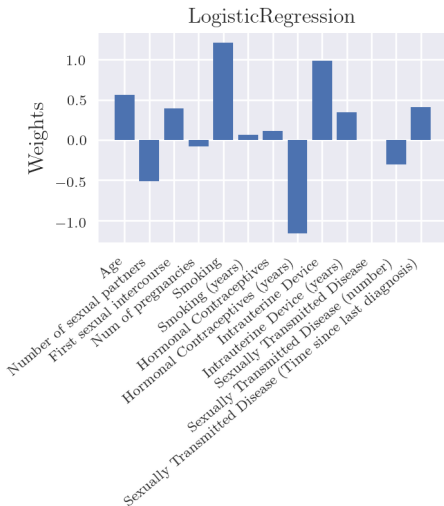 LogisticRegression
Weights
1.0
0.5
0.0
−0.5
−1.0
Age
Number of sexual partners
First sexual intercourse
Num of pregnancies
Smoking
Smoking (years)
Hormonal Contraceptives
Hormonal Contraceptives (years)
Intrauterine Device
Intrauterine Device (years)
Sexually Transmitted Disease
Sexually Transmitted Disease (number)
Sexually Transmitted Disease (Time since last diagnosis)